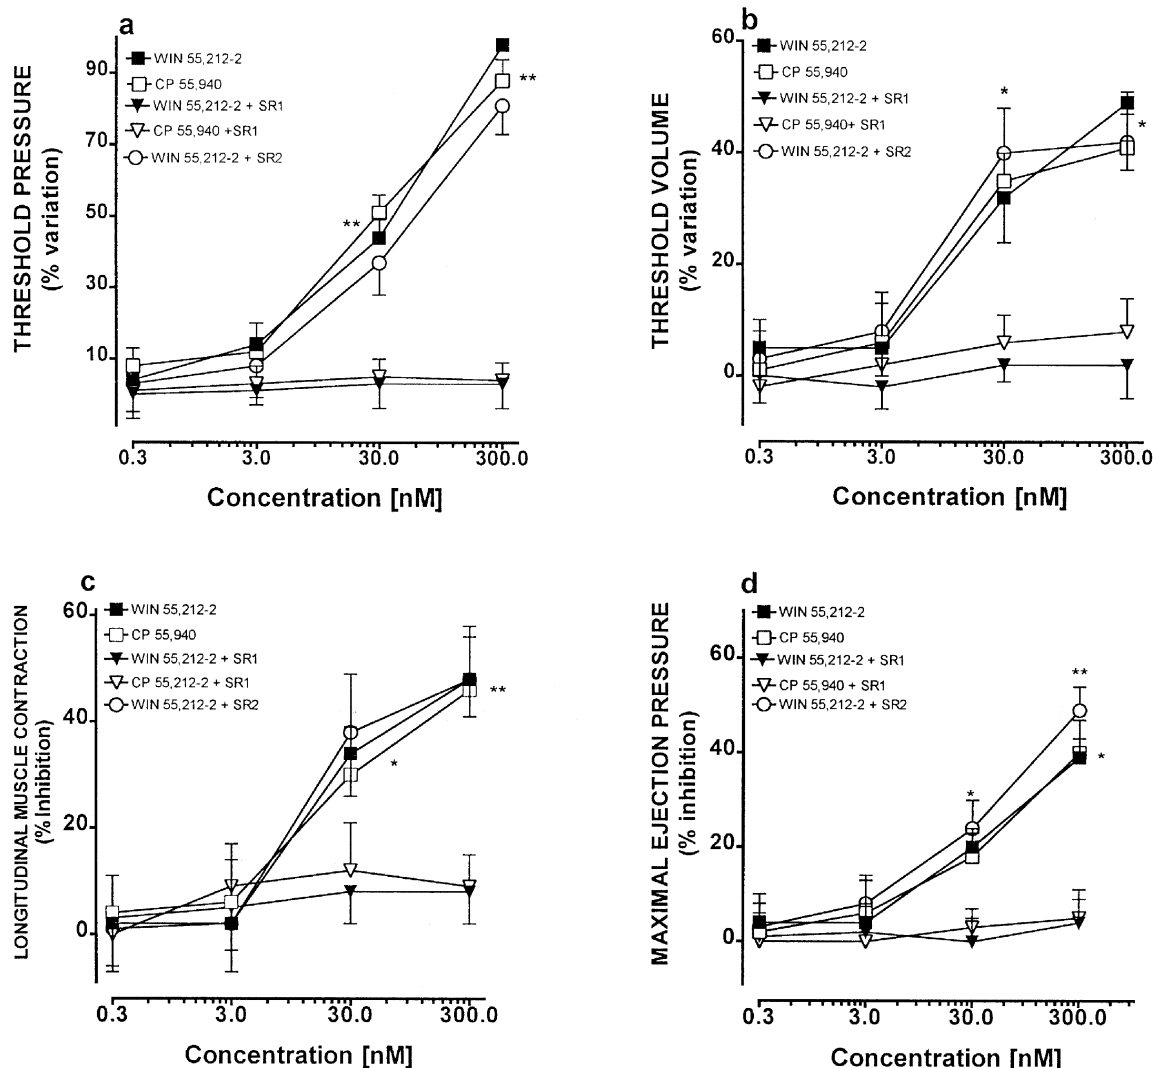 a
THRESHOLD PRESSURE
(% variation)
WIN 55,212-2
CP 55,940
WIN 55,212-2 + SR1
CP 55,940 +SR1
WIN 55,212-2 + SR2
90
70
50
30
10
**
**
0.3 3.0 30.0 300.0
Concentration [nM]
b
THRESHOLD VOLUME
(% variation)
WIN 55,212-2
CP 55,940
WIN 55,212-2 + SR1
CP 55,940+ SR1
WIN 55,212-2 + SR2
60
40
20
0
*
*
0.3 3.0 30.0 300.0
Concentration [nM]
c
LONGITUDINAL MUSCLE CONTRACTION
(% Inhibition)
WIN 55,212-2
CP 55,940
WIN 55,212-2 + SR1
CP 55,212-2 + SR1
WIN 55,212-2 + SR2
60
40
20
0
**
*
0.3 3.0 30.0 300.0
Concentration [nM]
d
MAXIMAL EJECTION PRESSURE
(% inhibition)
WIN 55,212-2
CP 55,940
WIN 55,212-2 + SR1
CP 55,940 + SR1
WIN 55,212-2 + SR2
60
40
20
0
**
*
*
0.3 3.0 30.0 300.0
Concentration [nM]